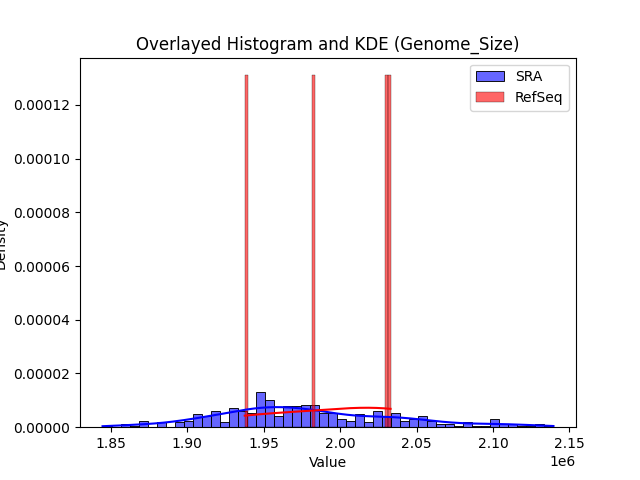 Overlayed Histogram and KDE (Genome_Size)
SRA
RefSeq
0.00012
0.00010
0.00008
0.00006
0.00004
0.00002
0.00000
Density
1.85
1.90
1.95
2.00
2.05
2.10
2.15
1e6
Value